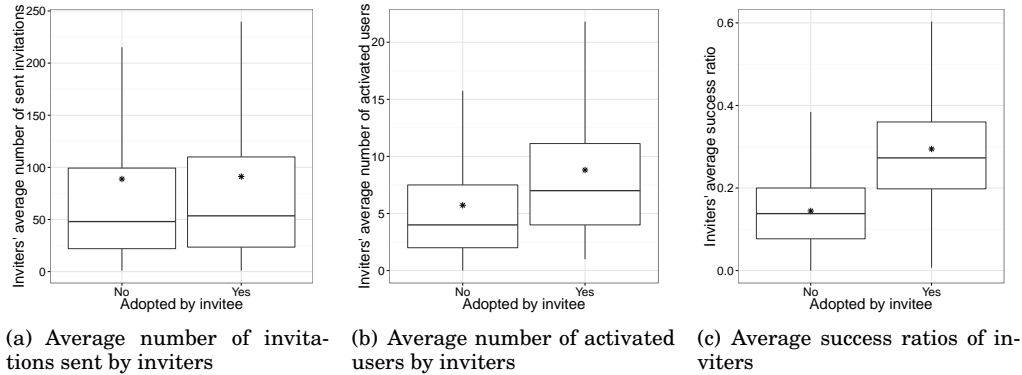 Inviters' average number of sent invitations
250
200
150
100
50
0
No
Yes
Adopted by invitee
Inviters' average number of activated users
20
15
10
5
0
No
Yes
Adopted by invitee
Inviters' average success ratio
0.6
0.4
0.2
0.0
No
Yes
Adopted by invitee
(a) Average number of invita-
tions sent by inviters
(b) Average number of activated
users by inviters
(c) Average success ratios of in-
viters